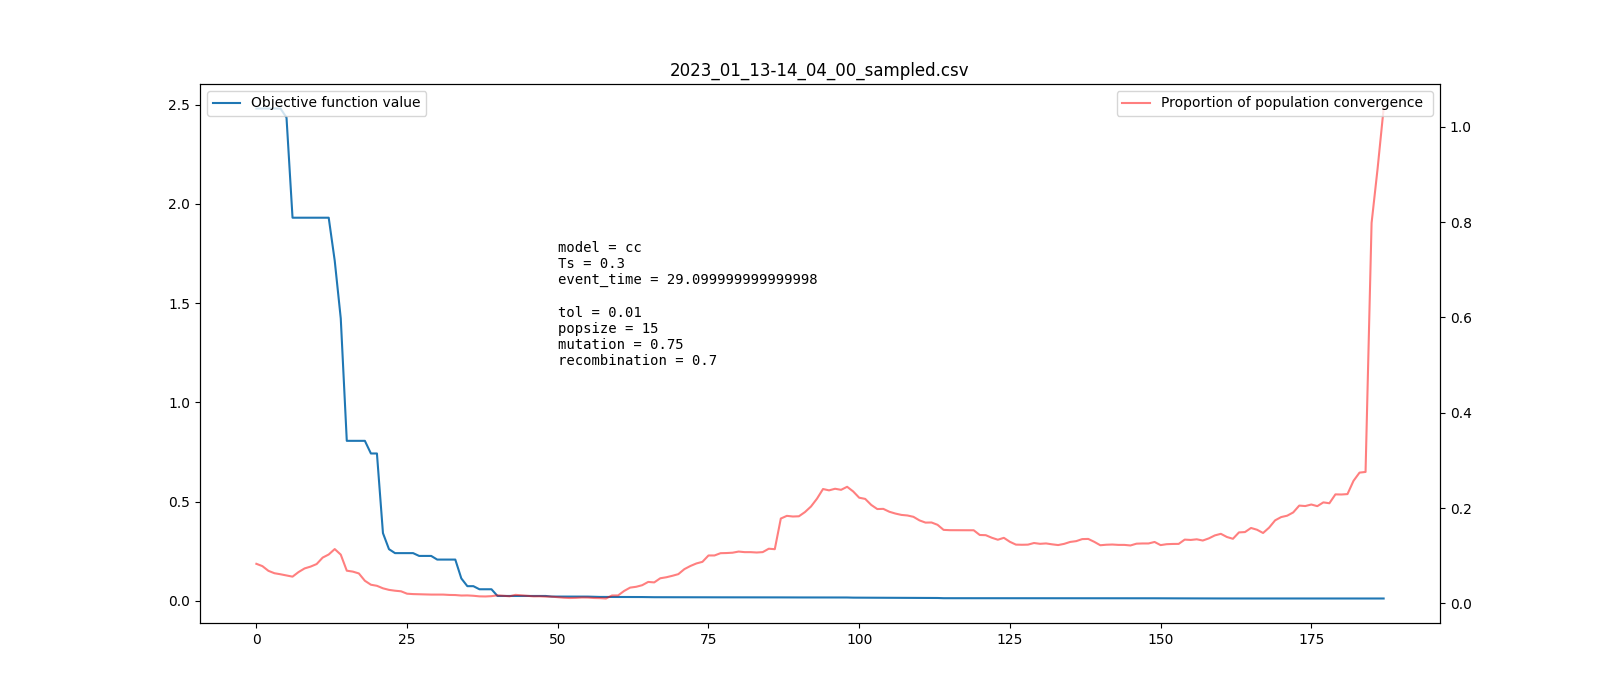 2023_01_13-14_04_00_sampled.csv
Objective function value
Proportion of population convergence
2.5
2.0
1.5
1.0
0.5
0.0
model = cc
Ts = 0.3
event_time = 29.099999999999998
tol = 0.01
popsize = 15
mutation = 0.75
recombination = 0.7
1.0
0.8
0.6
0.4
0.2
0.0
0 25 50 75 100 125 150 175